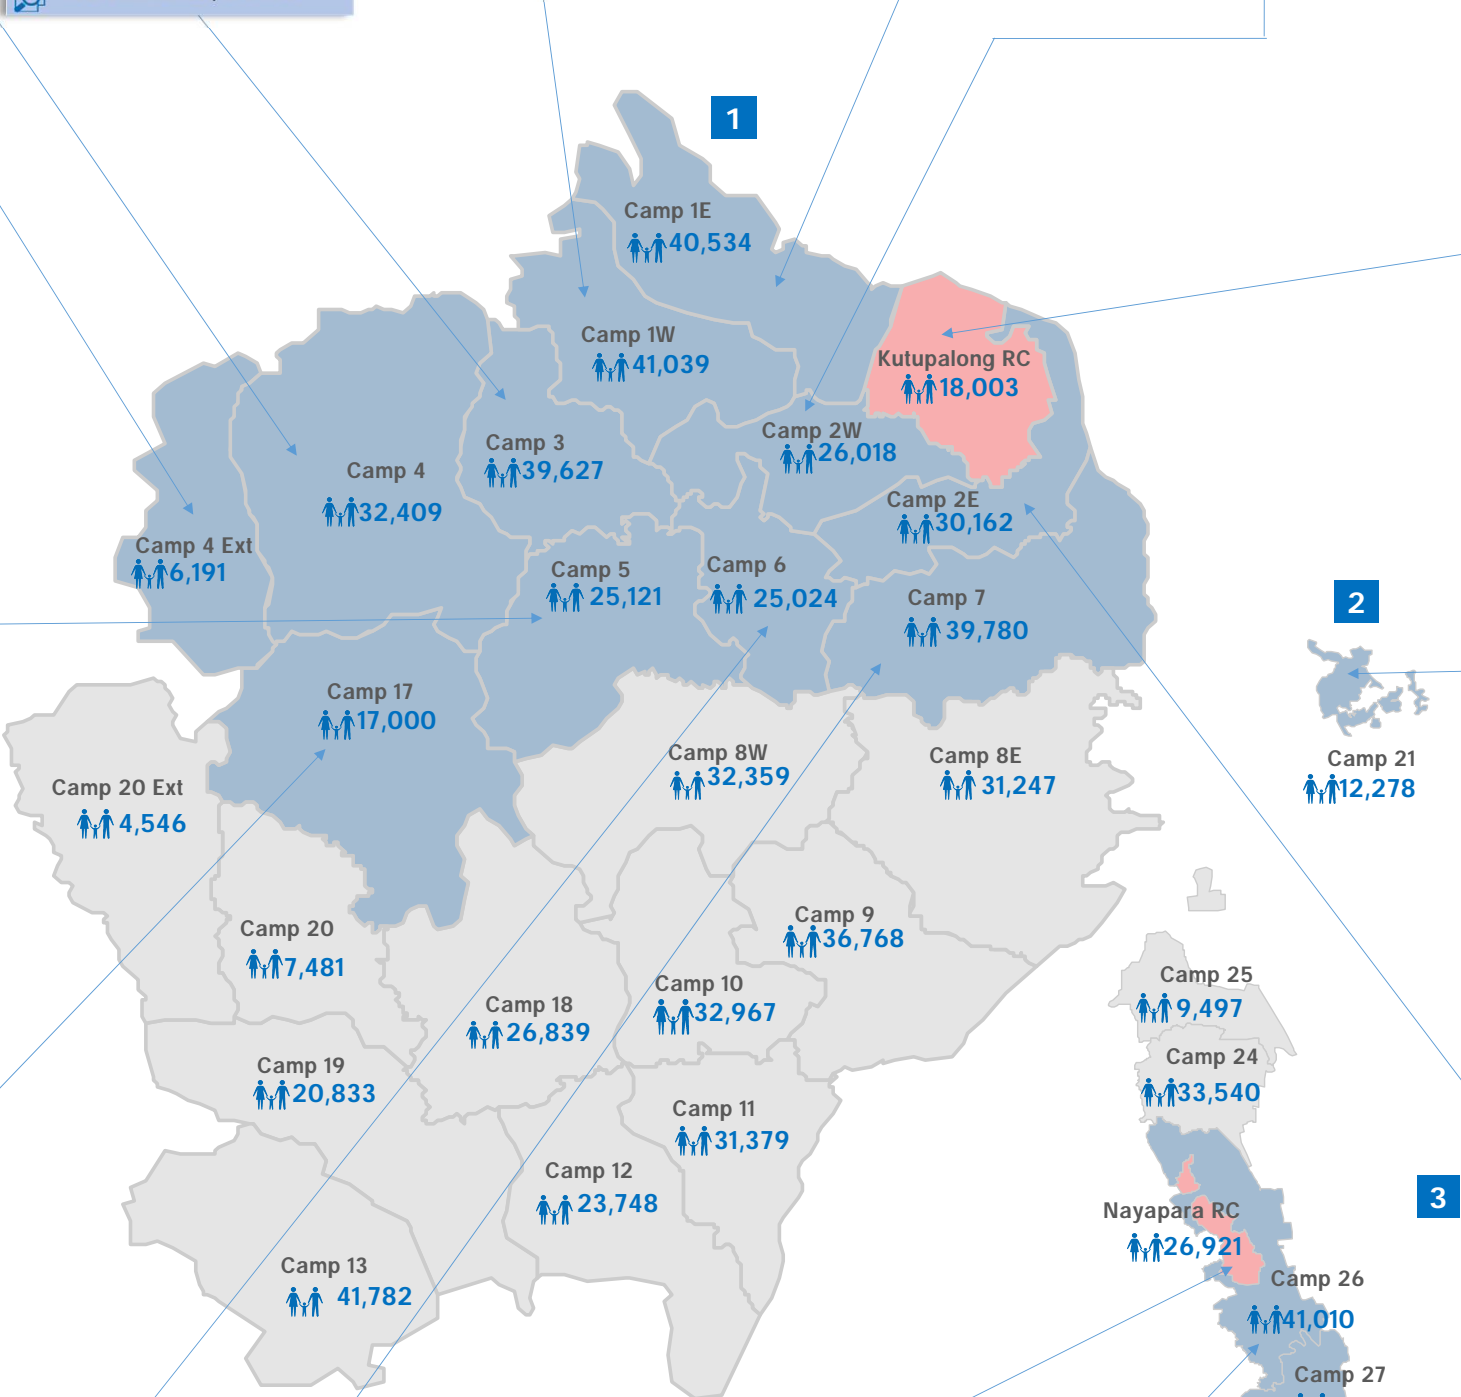 1
Camp 1E
40,534
Camp 1W
41,039
Kutupalong RC
18,003
Camp 2W
26,018
Camp 3
39,627
Camp 4
32,409
Camp 2E
30,162
Camp 4 Ext
6,191
Camp 5
25,121
Camp 6
25,024
Camp 7
39,780
2
Camp 17
17,000
Camp 8W
32,359
Camp 8E
31,247
Camp 21
12,278
Camp 20 Ext
4,546
Camp 20
7,481
Camp 9
36,768
Camp 10
32,967
Camp 18
26,839
Camp 25
9,497
Camp 24
33,540
Camp 19
20,833
Camp 11
31,379
Camp 12
23,748
3
Nayapara RC
26,921
Camp 13
41,782
Camp 26
41,010
Camp 27